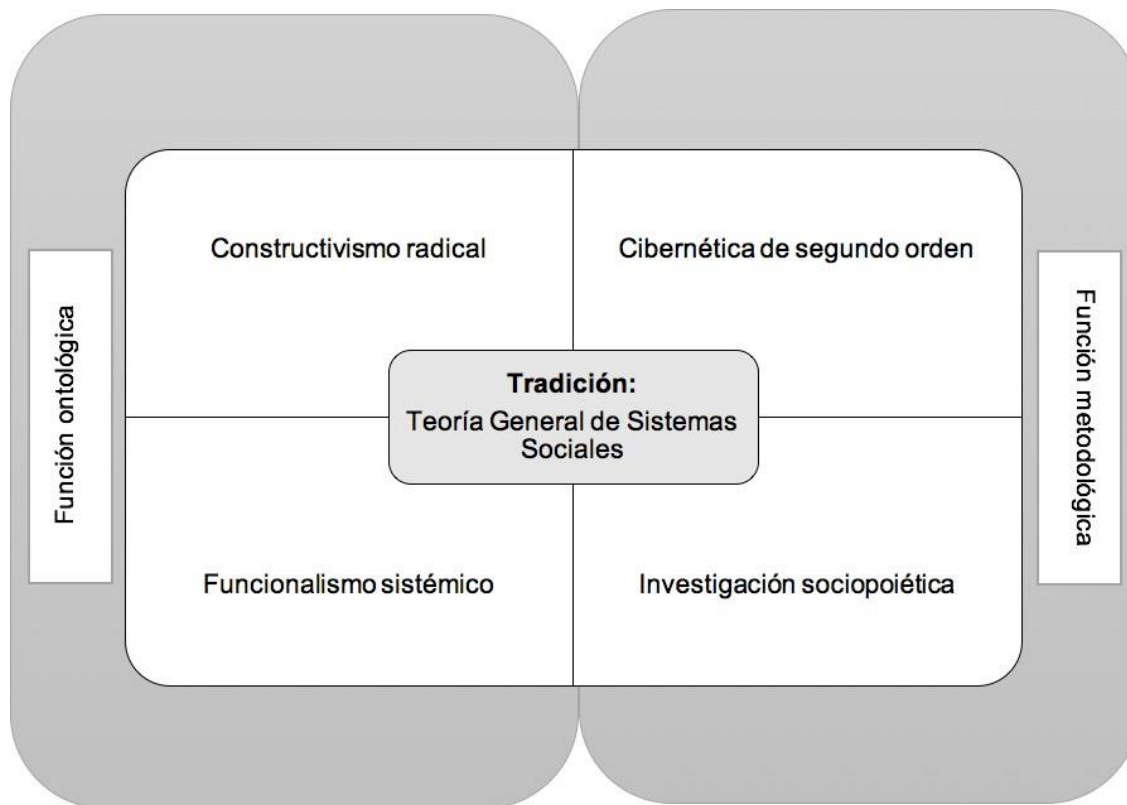 Constructivismo radical
Cibernética de segundo orden
Función ontológica
Tradición:
Teoría General de Sistemas
Sociales
Función metodológica
Funcionalismo sistémico
Investigación sociopoiética